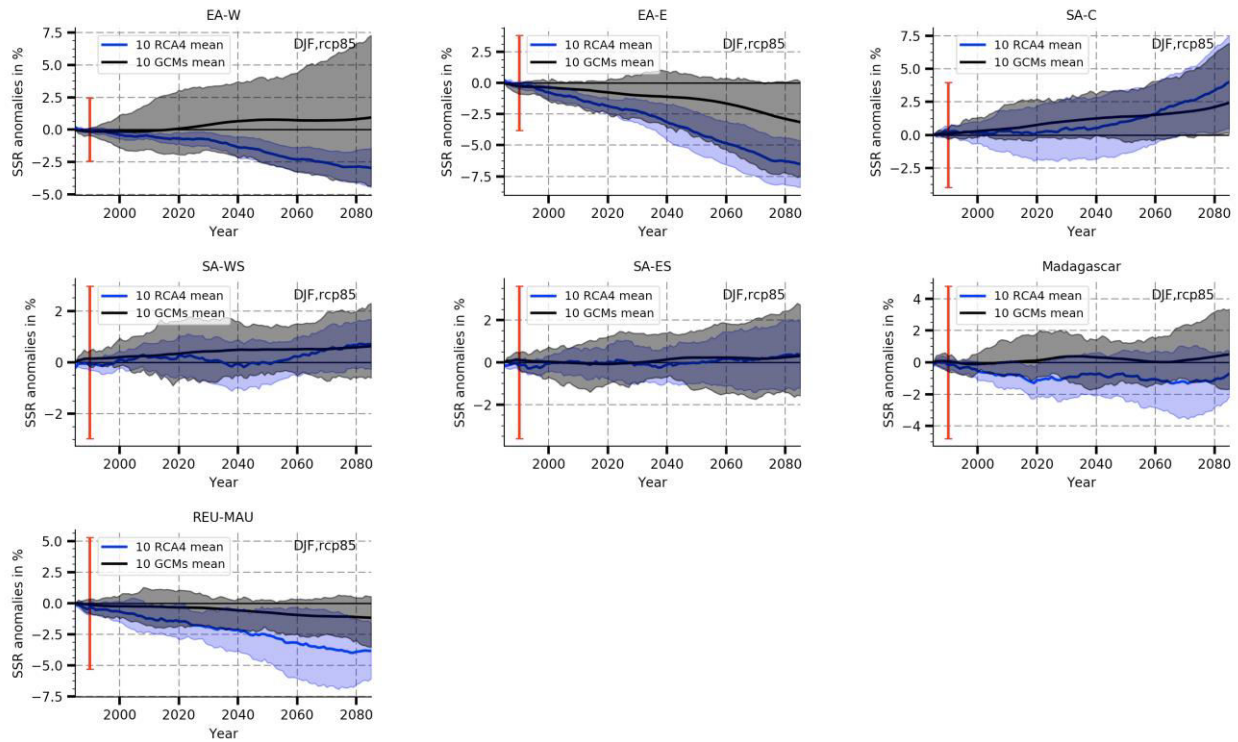 EA-W
SSR anomalies in %
7.5
5.0
2.5
0.0
−2.5
−5.0
10 RCA4 mean
10 GCMs mean
DJF,rcp85
2000 2020 2040 2060 2080
Year
EA-E
SSR anomalies in %
2.5
0.0
−2.5
−5.0
−7.5
10 RCA4 mean
10 GCMs mean
DJF,rcp85
2000 2020 2040 2060 2080
Year
SA-C
SSR anomalies in %
7.5
5.0
2.5
0.0
−2.5
10 RCA4 mean
10 GCMs mean
DJF,rcp85
2000 2020 2040 2060 2080
Year
SA-WS
SSR anomalies in %
2
0
−2
10 RCA4 mean
10 GCMs mean
DJF,rcp85
2000 2020 2040 2060 2080
Year
SA-ES
SSR anomalies in %
2
0
−2
10 RCA4 mean
10 GCMs mean
DJF,rcp85
2000 2020 2040 2060 2080
Year
Madagascar
SSR anomalies in %
4
2
0
−2
−4
10 RCA4 mean
10 GCMs mean
DJF,rcp85
2000 2020 2040 2060 2080
Year
REU-MAU
SSR anomalies in %
5.0
2.5
0.0
−2.5
−5.0
−7.5
10 RCA4 mean
10 GCMs mean
DJF,rcp85
2000 2020 2040 2060 2080
Year